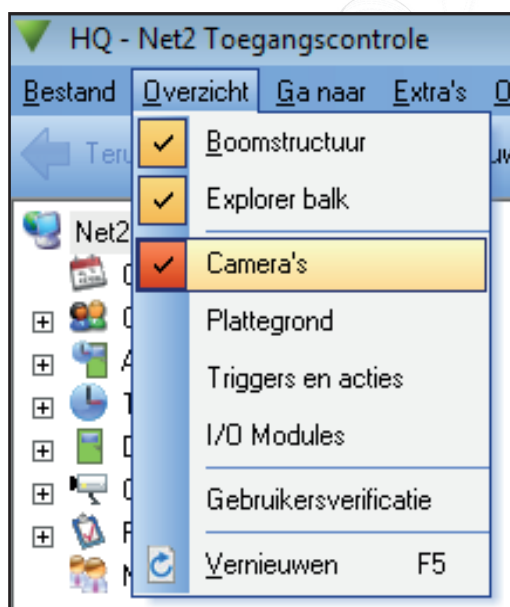 HQ - Net2 Toegangscontrole
Bestand Overzicht Ga naar Extra's
Boomstructuur
Explorer balk
Net2
Camera's
Plattegrond
Triggers en acties
I/O Modules
Gebruikersverificatie
Vernieuwen F5